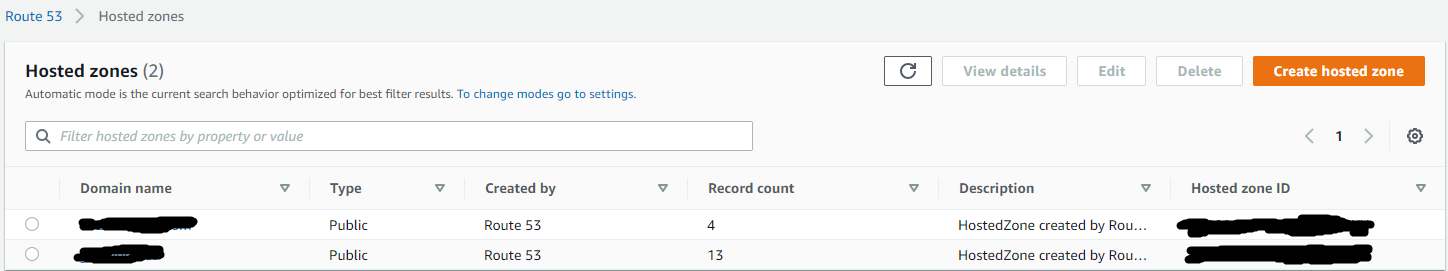 Route 53 > Hosted zones
Hosted zones (2)
View details Edit Delete Create hosted zone
Automatic mode is the current search behavior optimized for best filter results. To change modes go to settings.
Filter hosted zones by property or value
1
Domain name Type Created by Record count Description Hosted zone ID
Public Route 53 4 HostedZone created by Rou...
Public Route 53 13 HostedZone created by Rou...